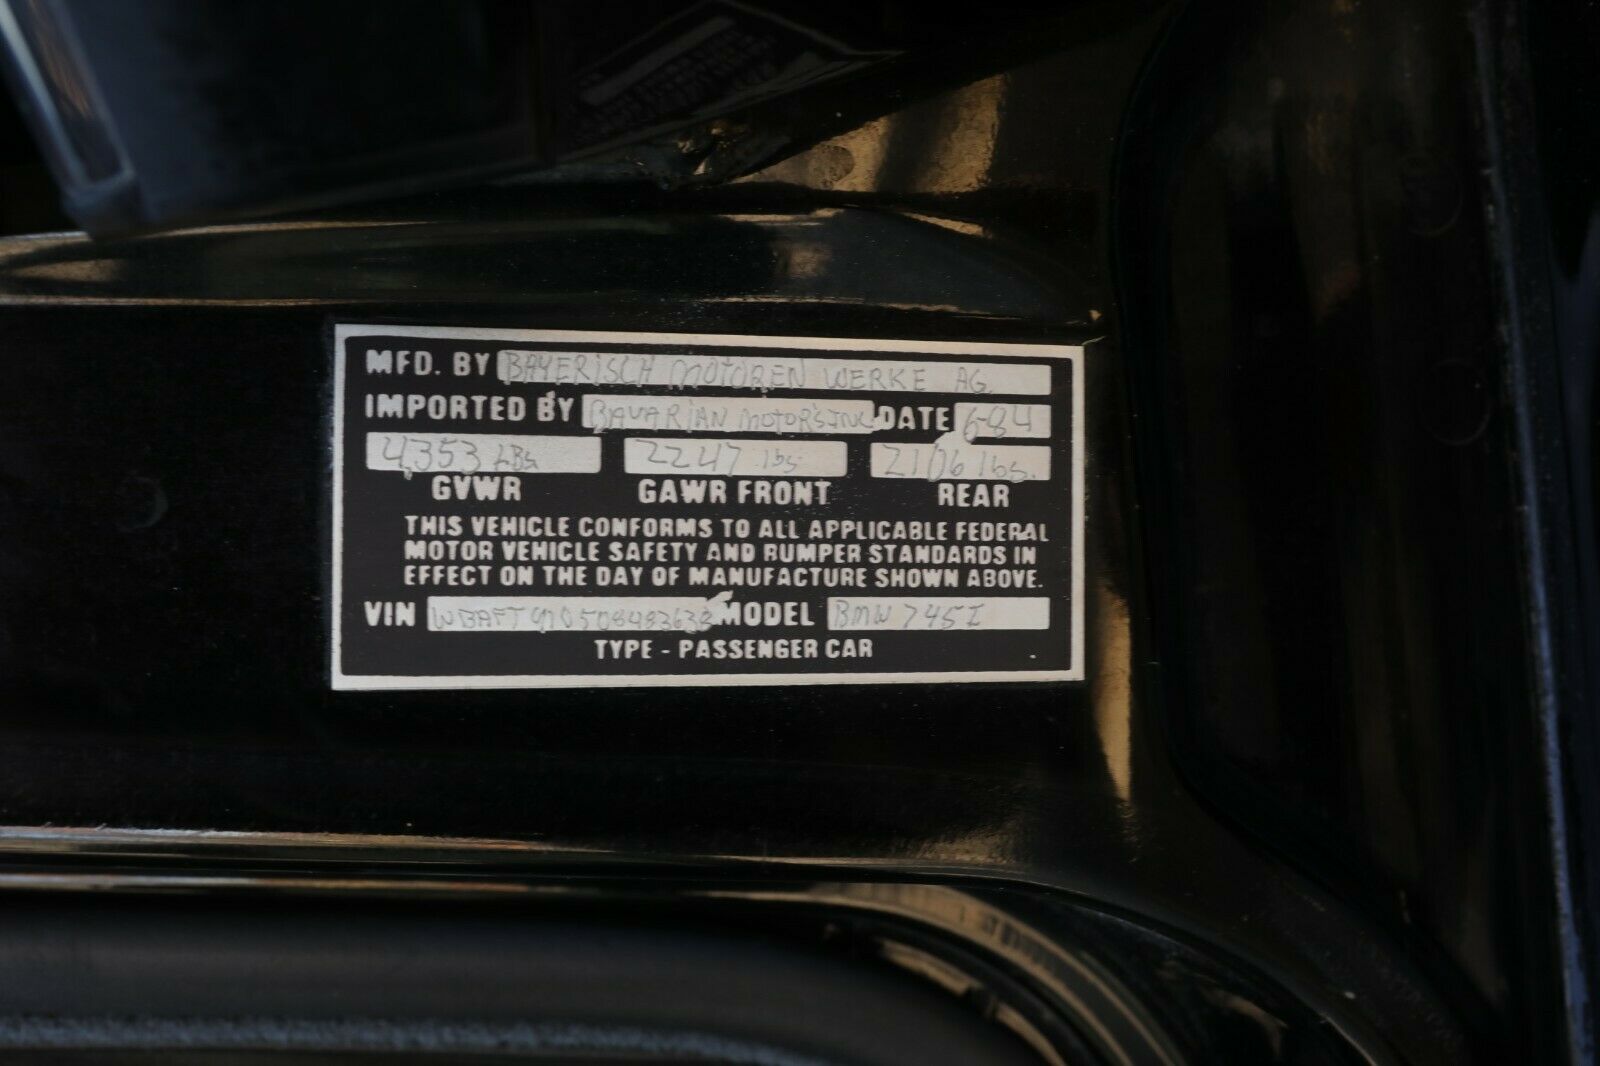 MFD. BY BAYERISCH MOTOREN WERKE AG.
IMPORTED BY BAVARIAN MOTORS INC DATE 6-84
4353 LBS 2247 lbs 2106 lbs.
GVWR GAWR FRONT REAR
THIS VEHICLE CONFORMS TO ALL APPLICABLE FEDERAL
MOTOR VEHICLE SAFETY AND BUMPER STANDARDS IN
EFFECT ON THE DAY OF MANUFACTURE SHOWN ABOVE.
VIN MODEL BMW 745I
TYPE - PASSENGER CAR